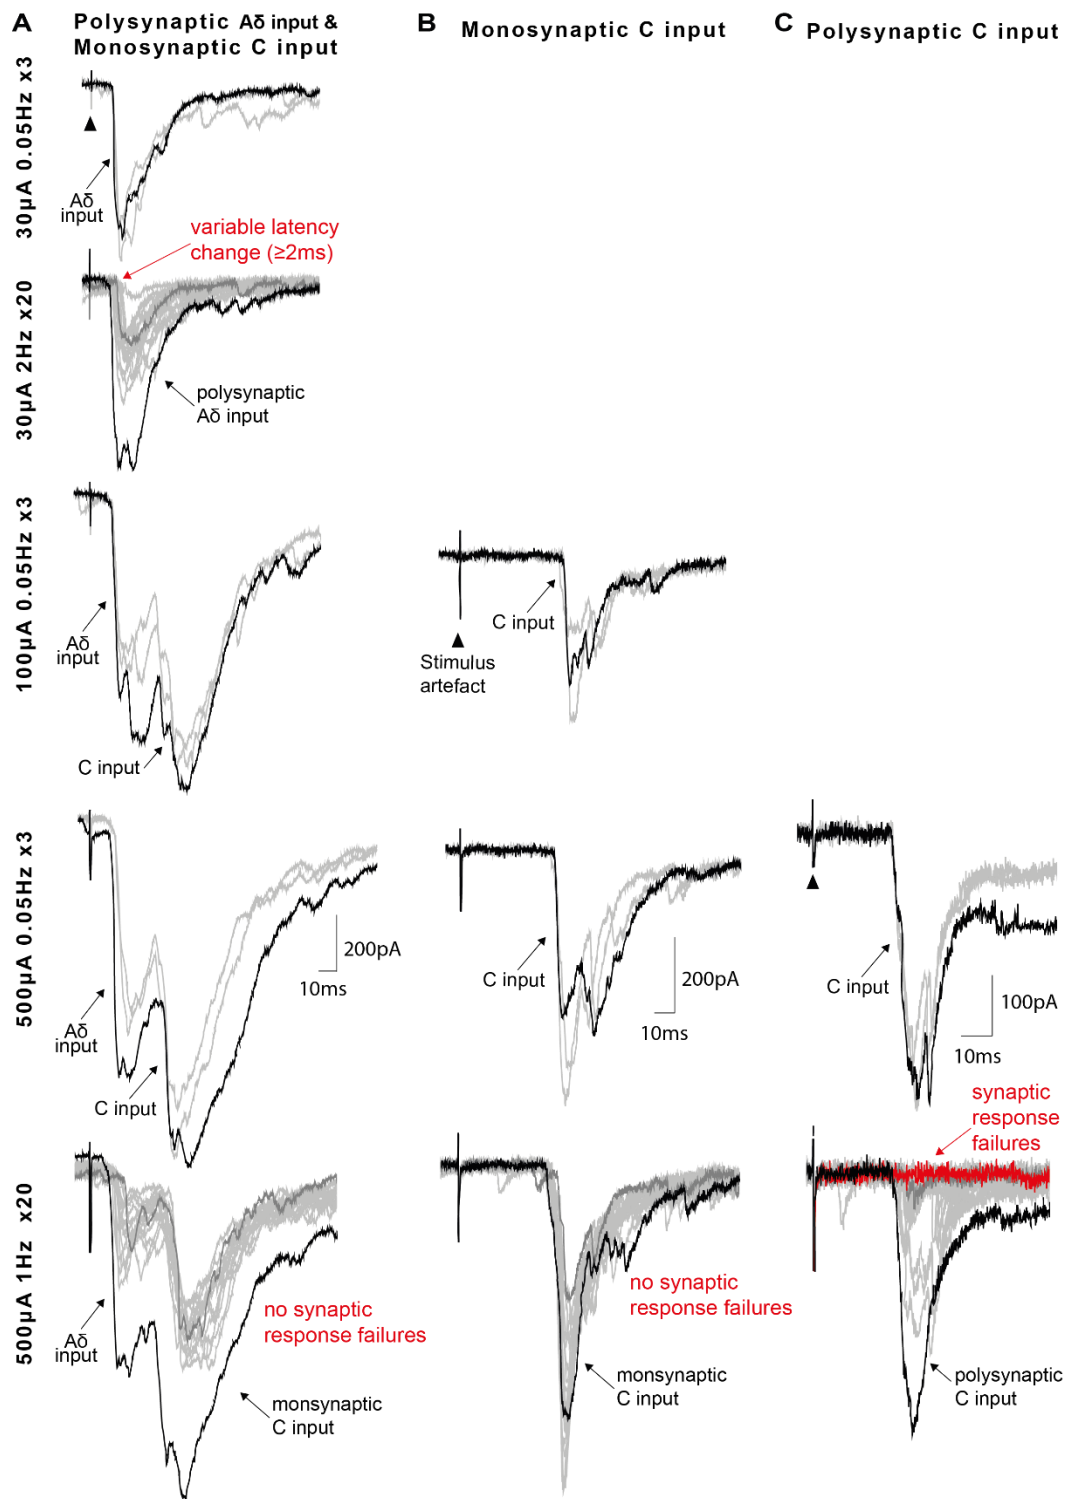 A
Polysynaptic Aδ input &
Monosynaptic C input
B
Monosynaptic C input
C
Polysynaptic C input
30µA 0.05Hz x3
Aδ
input
30µA 2Hz x20
variable latency
change (≥2ms)
polysynaptic
Aδ input
100µA 0.05Hz x3
Aδ
input
C input
C input
Stimulus
artefact
500µA 0.05Hz x3
Aδ
input
C input
200pA
10ms
C input
200pA
10ms
C input
100pA
10ms
500µA 1Hz x20
Aδ
input
no synaptic
response failures
monsynaptic
C input
no synaptic
response failures
monsynaptic
C input
synaptic
response
failures
polysynaptic
C input